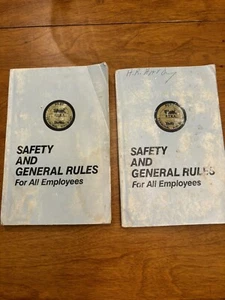 SAFETY
AND
GENERAL RULES
For All Employees
SAFETY
AND
GENERAL RULES
For All Employees